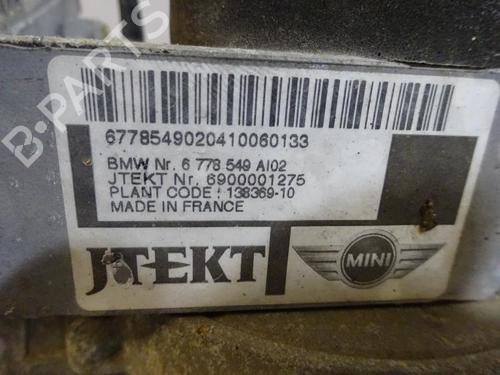 B-PARTS
6778549020410060133
BMW Nr. 6 778 549 AI02
JTEKT Nr. 6900001275
PLANT CODE : 138369-10
MADE IN FRANCE
JTEKT
MINI